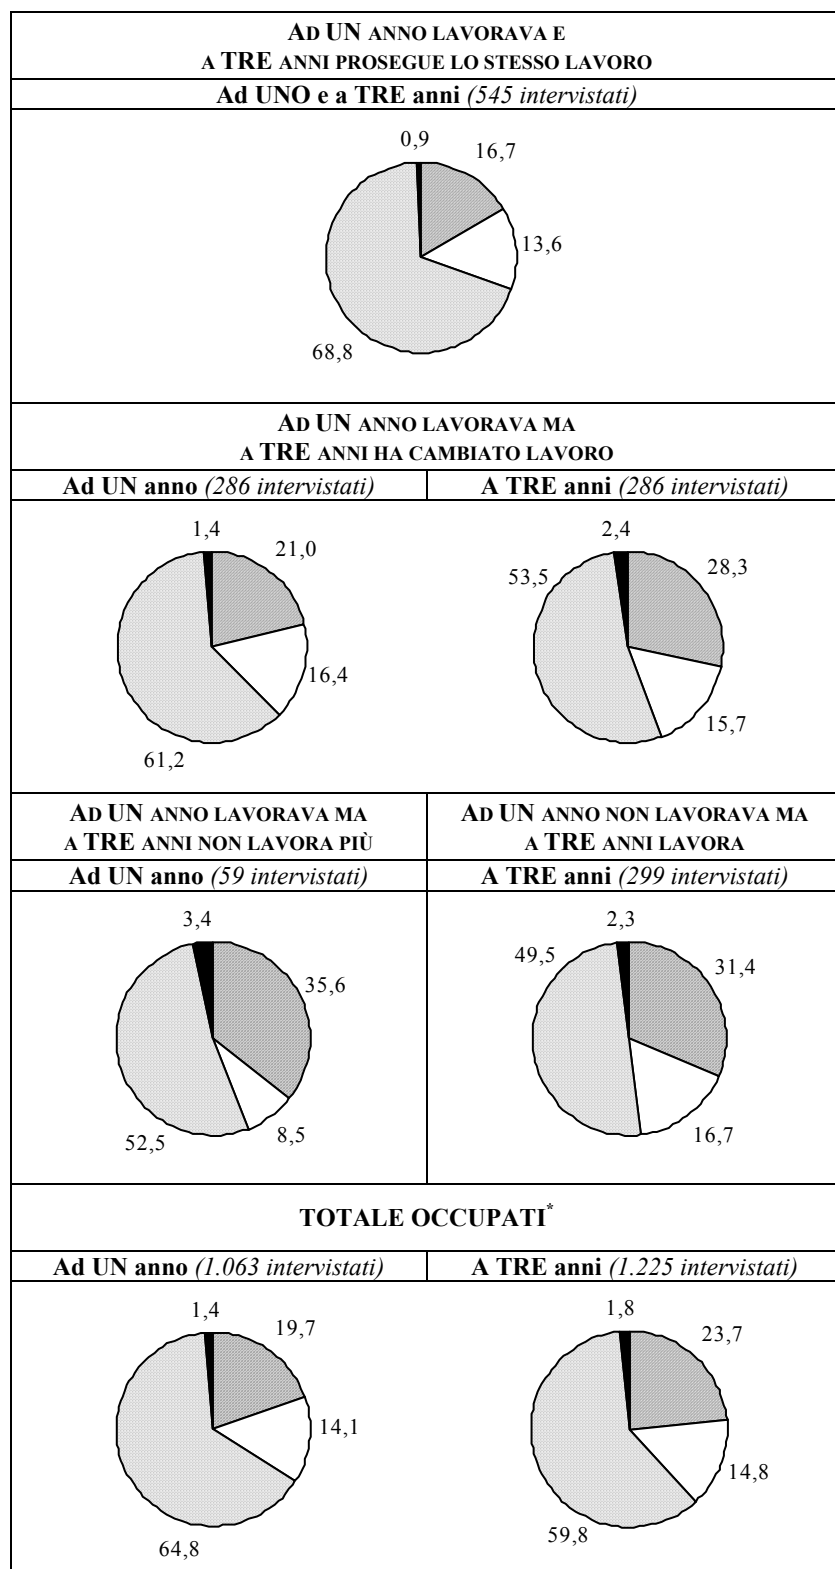 AD UN ANNO LAVORAVA E
A TRE ANNI PROSEGUE LO STESSO LAVORO
Ad UNO e a TRE anni (545 intervistati)
0,9
16,7
13,6
68,8
AD UN ANNO LAVORAVA MA
A TRE ANNI HA CAMBIATO LAVORO
Ad UN anno (286 intervistati)
A TRE anni (286 intervistati)
1,4
21,0
16,4
61,2
2,4
28,3
53,5
15,7
AD UN ANNO LAVORAVA MA
A TRE ANNI NON LAVORA PIÙ
AD UN ANNO NON LAVORAVA MA
A TRE ANNI LAVORA
Ad UN anno (59 intervistati)
A TRE anni (299 intervistati)
3,4
35,6
8,5
52,5
2,3
49,5
31,4
16,7
TOTALE OCCUPATI*
Ad UN anno (1.063 intervistati)
A TRE anni (1.225 intervistati)
1,4
19,7
14,1
64,8
1,8
23,7
14,8
59,8